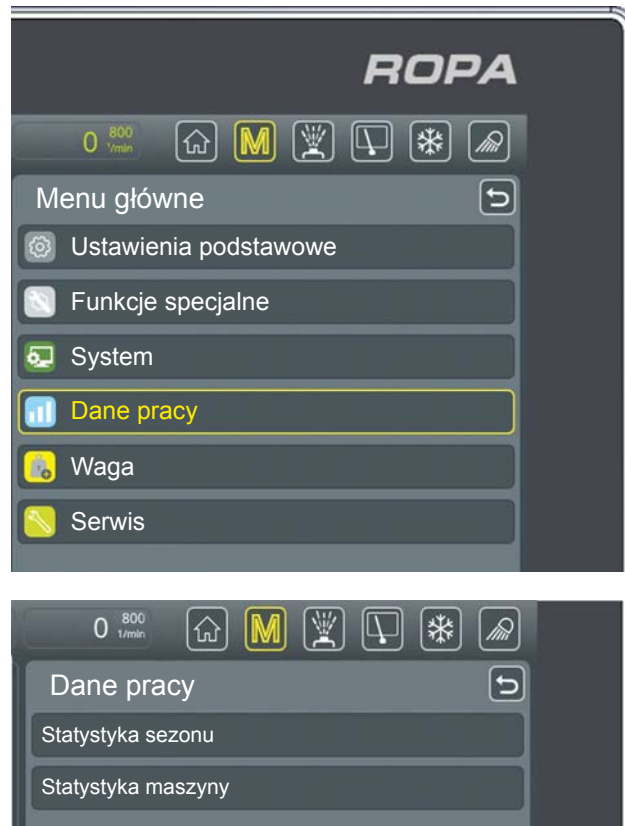 ROPA
0 800 1/min
M
Menu główne
Ustawienia podstawowe
Funkcje specjalne
System
Dane pracy
Waga
Serwis
0 800 1/min
M
Dane pracy
Statystyka sezonu
Statystyka maszyny